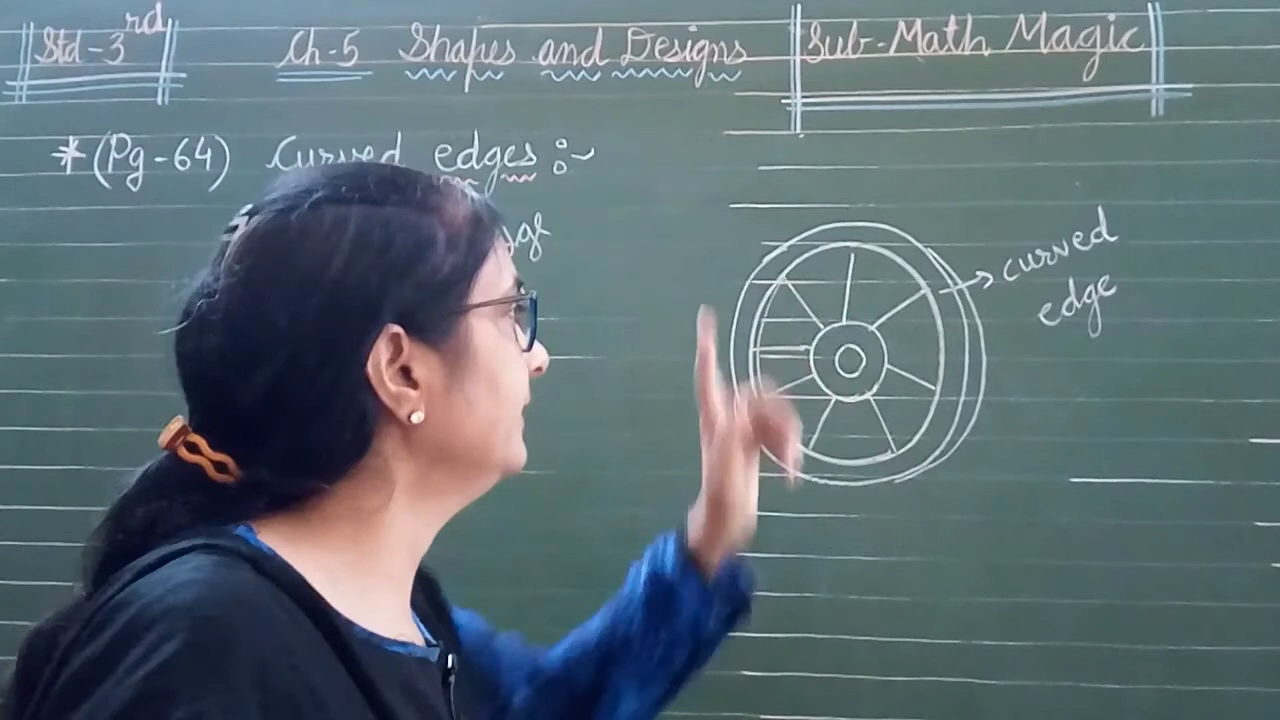 Std-3rd
Ch-5 Shapes and Designs
Sub-Math Magic
*(Pg-64) Curved edges :-
→ curved
edge